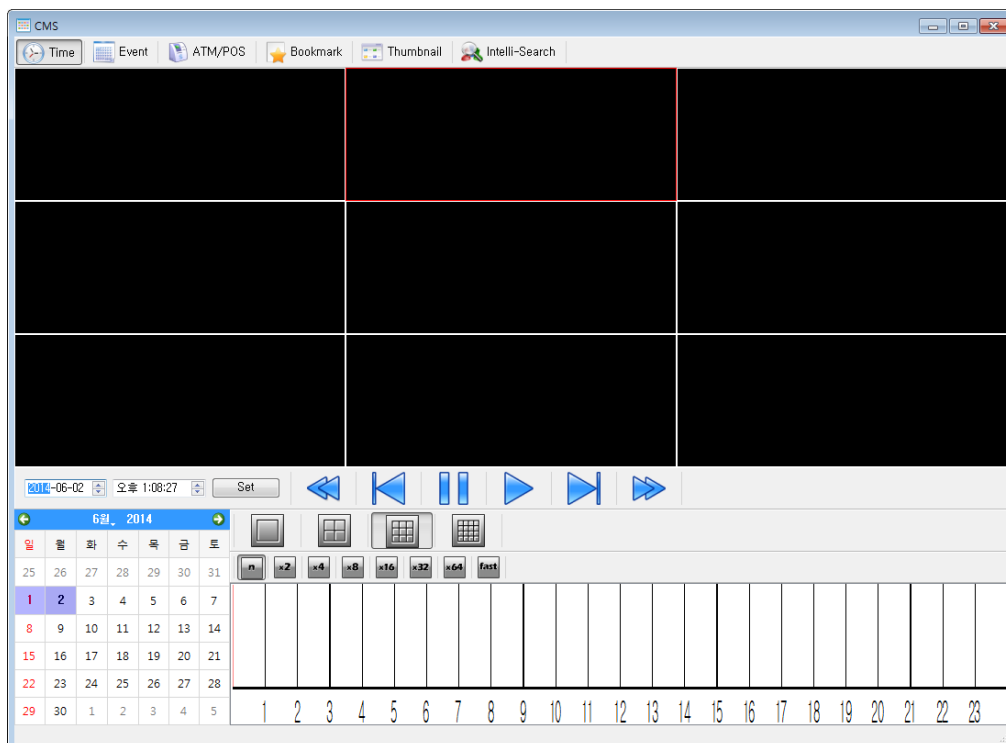 CMS
Time Event ATM/POS Bookmark Thumbnail Intelli-Search
2014-06-02 오후 1:08:27 Set
6월, 2014
일 월 화 수 목 금 토
25 26 27 28 29 30 31
1 2 3 4 5 6 7
8 9 10 11 12 13 14
15 16 17 18 19 20 21
22 23 24 25 26 27 28
29 30 1 2 3 4 5
n x2 x4 x8 x16 x32 x64 fast
1 2 3 4 5 6 7 8 9 10 11 12 13 14 15 16 17 18 19 20 21 22 23